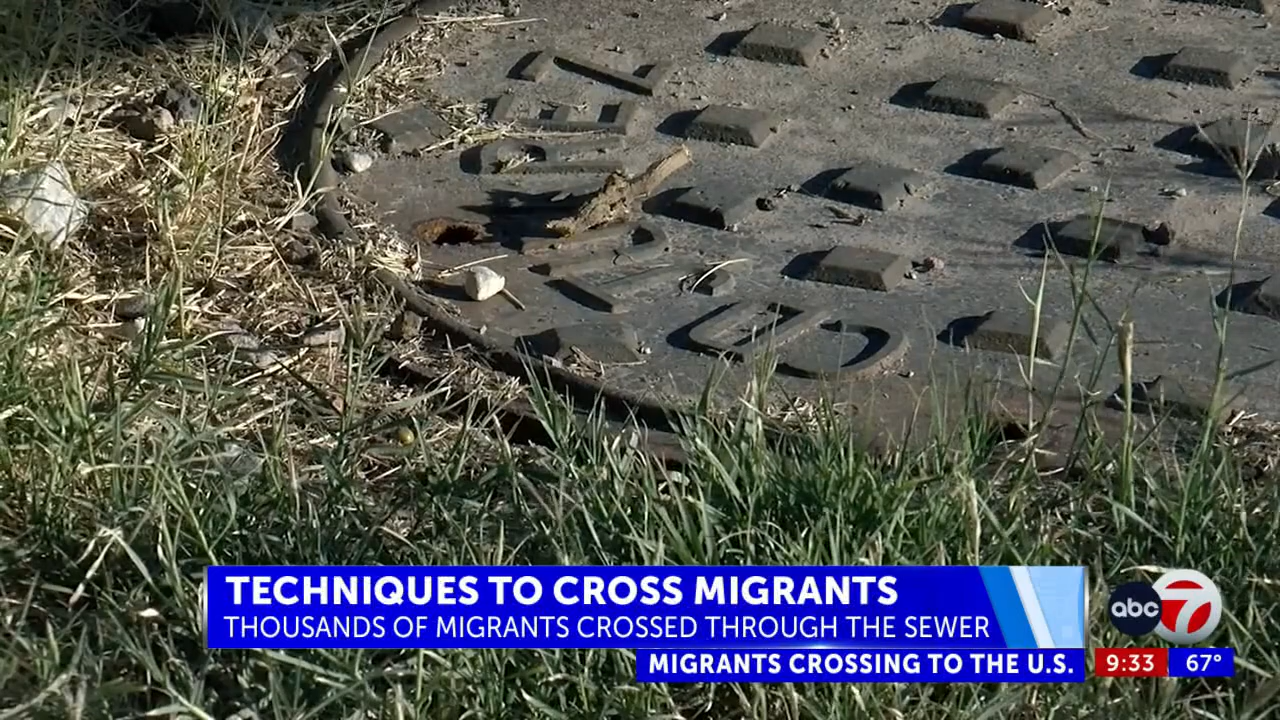 TECHNIQUES TO CROSS MIGRANTS
THOUSANDS OF MIGRANTS CROSSED THROUGH THE SEWER
MIGRANTS CROSSING TO THE U.S.
abc 7
9:33 67°